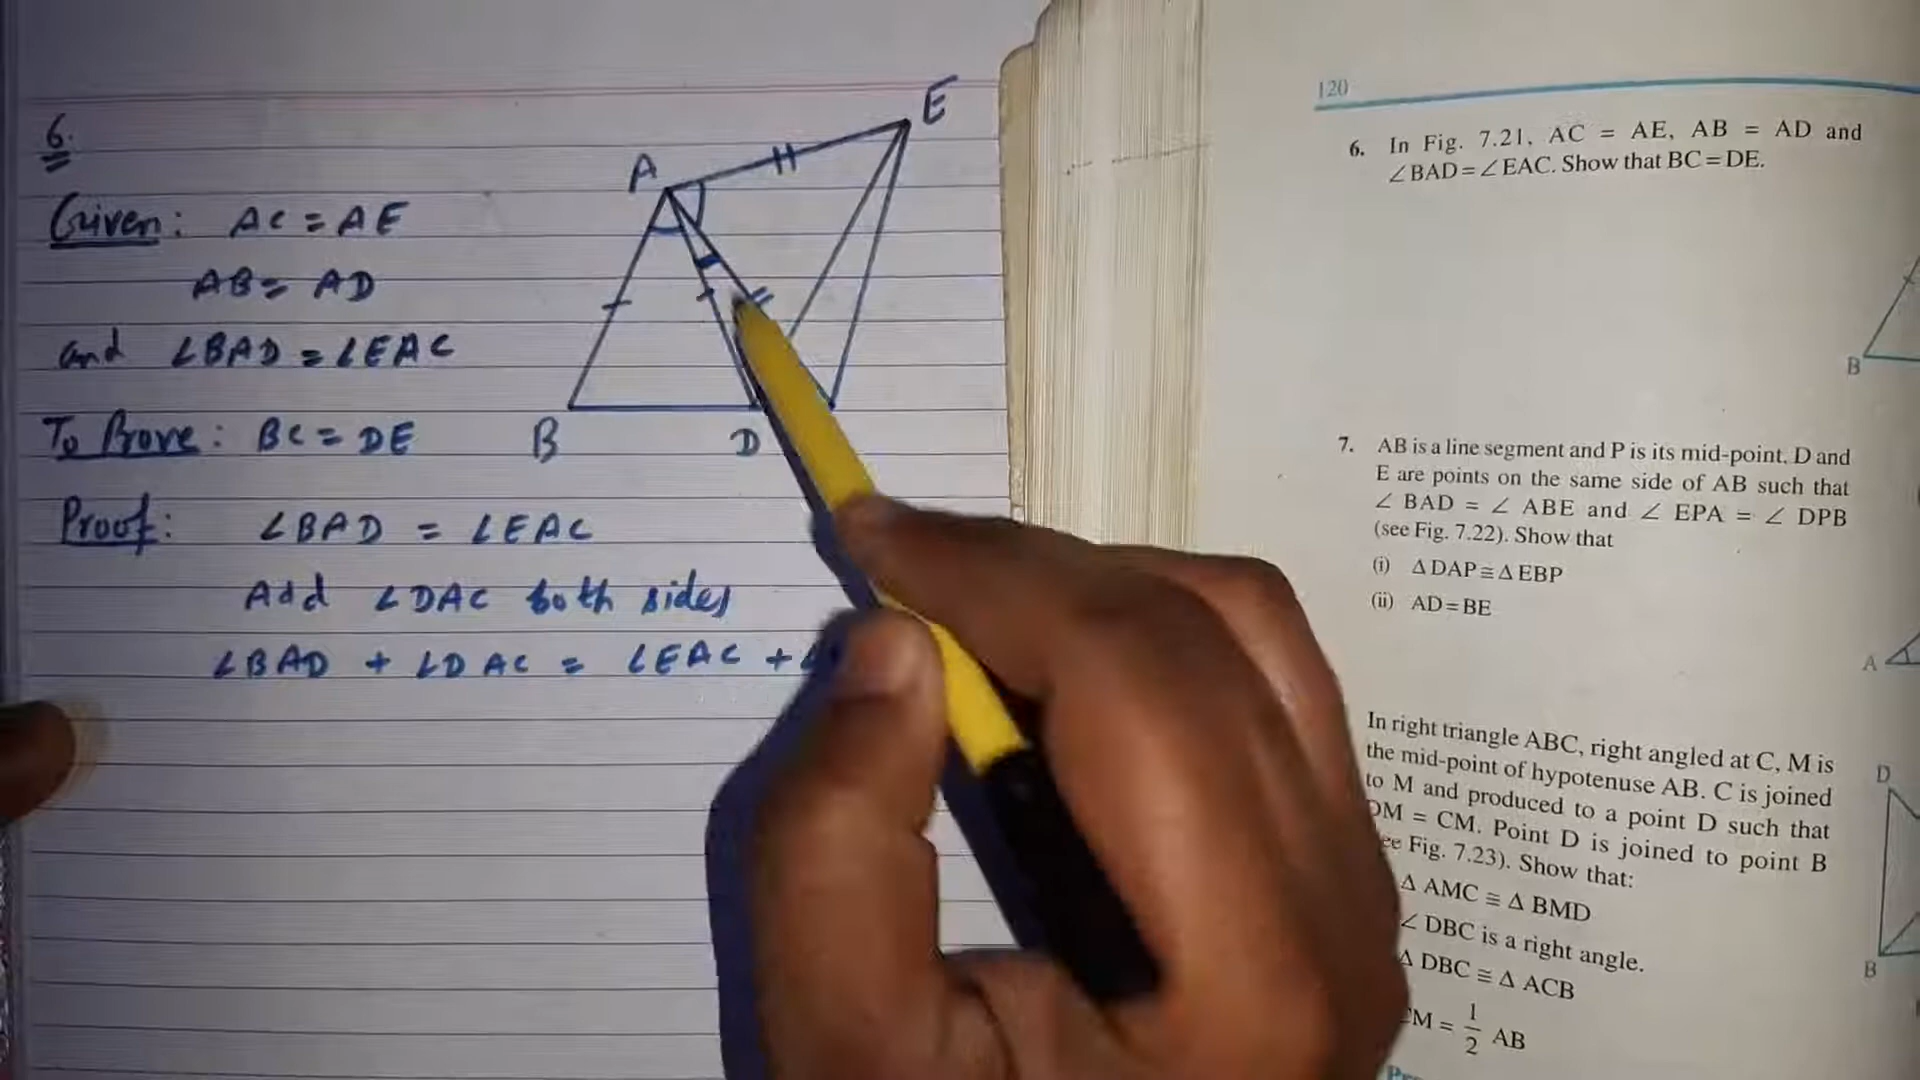 6.
Given: AC = AE
AB = AD
and ∠BAD = ∠EAC
To Prove: BC = DE
Proof: ∠BAD = ∠EAC
Add ∠DAC both sides
∠BAD + ∠DAC = ∠EAC + ∠
E
A
B
D
120
6. In Fig. 7.21, AC = AE, AB = AD and
∠BAD = ∠EAC. Show that BC = DE.
B
7. AB is a line segment and P is its mid-point. D and
E are points on the same side of AB such that
∠ BAD = ∠ ABE and ∠ EPA = ∠ DPB
(see Fig. 7.22). Show that
(i) Δ DAP ≅ Δ EBP
(ii) AD = BE
A
In right triangle ABC, right angled at C, M is
the mid-point of hypotenuse AB. C is joined
to M and produced to a point D such that
DM = CM. Point D is joined to point B
Fig. 7.23). Show that:
Δ AMC ≅ Δ BMD
∠ DBC is a right angle.
Δ DBC ≅ Δ ACB
CM = 1/2 AB
D
B